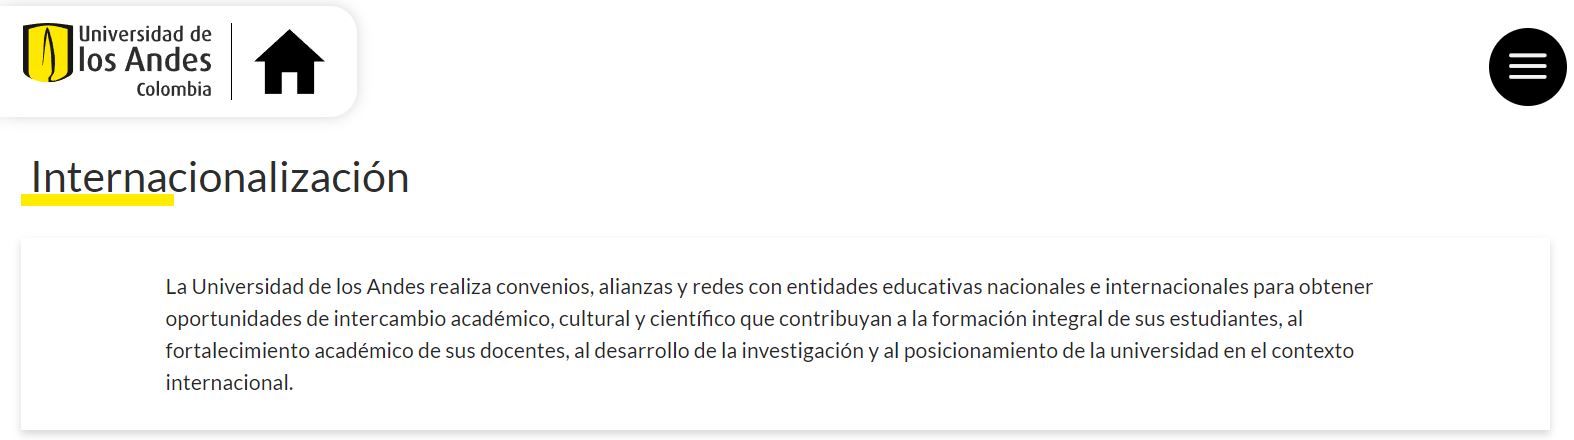 Universidad de
los Andes
Colombia
Internacionalización
La Universidad de los Andes realiza convenios, alianzas y redes con entidades educativas nacionales e internacionales para obtener
oportunidades de intercambio académico, cultural y científico que contribuyan a la formación integral de sus estudiantes, al
fortalecimiento académico de sus docentes, al desarrollo de la investigación y al posicionamiento de la universidad en el contexto
internacional.